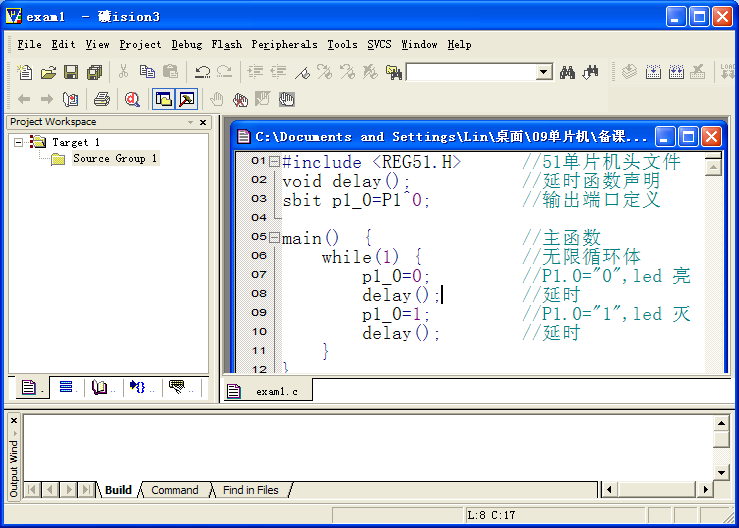 exam1 - 礦ision3
File Edit View Project Debug Flash Peripherals Tools SVCS Window Help
LOAD
Project Workspace
Target 1
Source Group 1
C:\Documents and Settings\Lin\桌面\09单片机\备课...
01 #include <REG51.H> //51单片机头文件
02 void delay(); //延时函数声明
03 sbit p1_0=P1^0; //输出端口定义
04
05 main() { //主函数
06 while(1) { //无限循环体
07 p1_0=0; //P1.0="0",led 亮
08 delay(); //延时
09 p1_0=1; //P1.0="1",led 灭
10 delay(); //延时
11 }
12 }
exam1.c
Output Wind
Build Command Find in Files
L:8 C:17